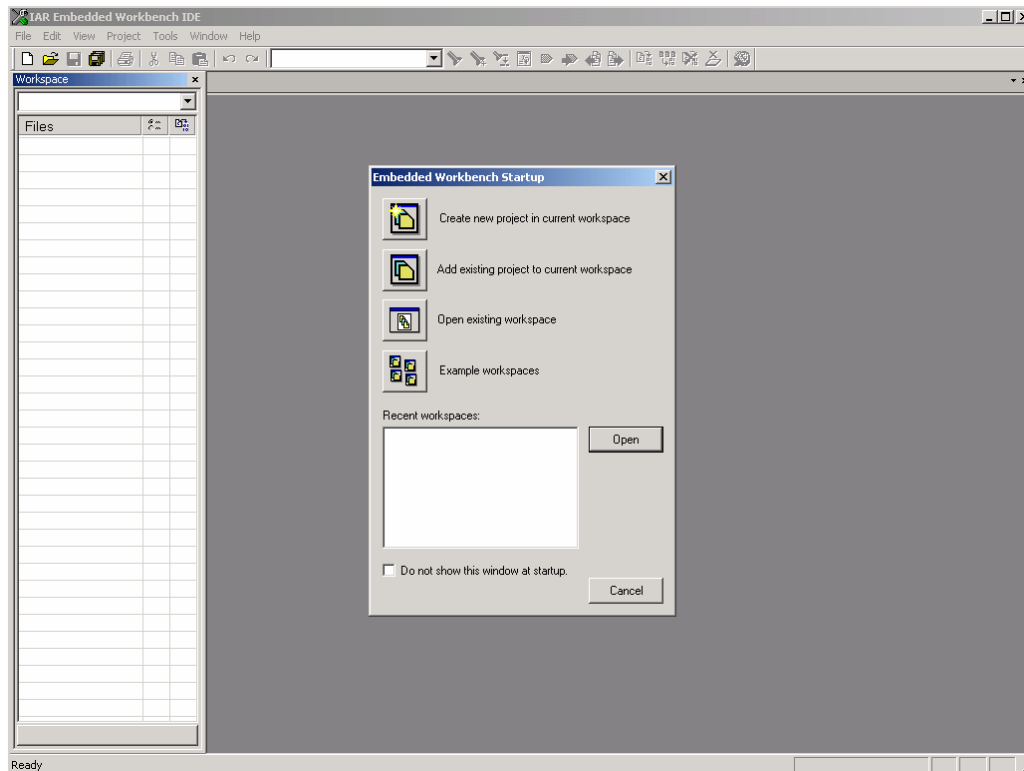 IAR Embedded Workbench IDE
File Edit View Project Tools Window Help
Workspace
Files
Embedded Workbench Startup
Create new project in current workspace
Add existing project to current workspace
Open existing workspace
Example workspaces
Recent workspaces:
Open
Do not show this window at startup.
Cancel
Ready